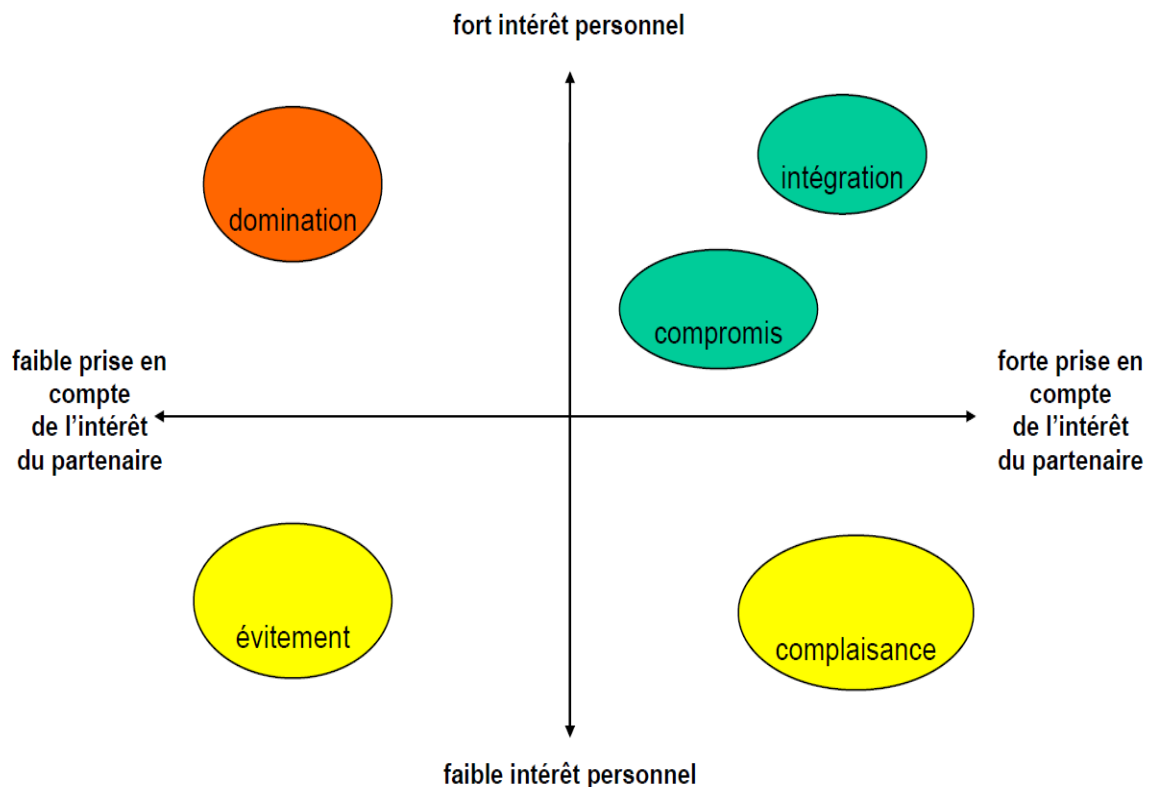 fort intérêt personnel
intégration
domination
compromis
faible prise en
compte
de l'intérêt
du partenaire
forte prise en
compte
de l'intérêt
du partenaire
évitement
complaisance
faible intérêt personnel